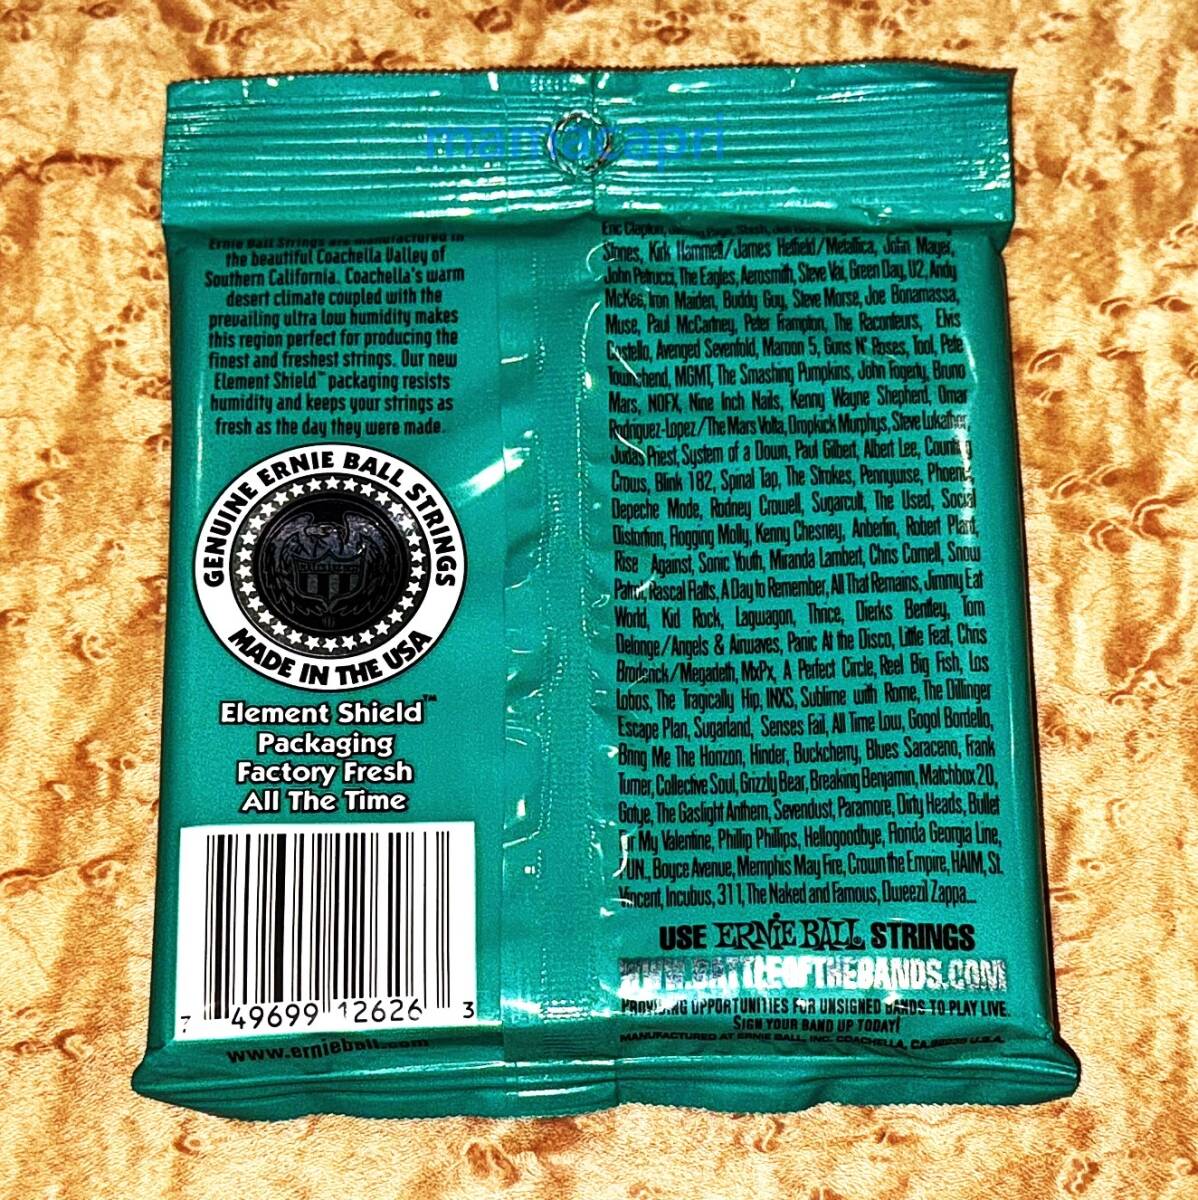 mamacapri
Ernie Ball Strings are manufactured in
the beautiful Coachella Valley of
Southern California. Coachella's warm
desert climate coupled with the
prevailing ultra low humidity makes
this region perfect for producing the
finest and freshest strings. Our new
Element Shield™ packaging resists
humidity and keeps your strings as
fresh as the day they were made.
GENUINE ERNIE BALL STRINGS
MADE IN THE USA
Element Shield™
Packaging
Factory Fresh
All The Time
7 49699 12626 3
www.ernieball.com
Eric Clapton, Slash,
Stones, Kirk Hammett/James Hetfield/Metallica, John Mayer,
John Petrucci, The Eagles, Aerosmith, Steve Vai, Green Day, U2, Andy
McKee, Iron Maiden, Buddy Guy, Steve Morse, Joe Bonamassa,
Muse, Paul McCartney, Peter Frampton, The Raconteurs, Elvis
Costello, Avenged Sevenfold, Maroon 5, Guns N' Roses, Tool, Pete
Townshend, MGMT, The Smashing Pumpkins, John Fogerty, Bruno
Mars, NOFX, Nine Inch Nails, Kenny Wayne Shepherd, Omar
Rodriguez-Lopez/The Mars Volta, Dropkick Murphys, Steve Lukather,
Judas Priest, System of a Down, Paul Gilbert, Albert Lee, Counting
Crows, Blink 182, Spinal Tap, The Strokes, Pennywise, Phoenix,
Depeche Mode, Rodney Crowell, Sugarcult, The Used, Social
Distortion, Flogging Molly, Kenny Chesney, Anberlin, Robert Plant,
Rise Against, Sonic Youth, Miranda Lambert, Chris Cornell, Snow
Patrol, Rascal Flatts, A Day to Remember, All That Remains, Jimmy Eat
World, Kid Rock, Lagwagon, Thrice, Dierks Bentley, Tom
Delonge/Angels & Airwaves, Panic At the Disco, Little Feat, Chris
Broderick/Megadeth, MxPx, A Perfect Circle, Reel Big Fish, Los
Lobos, The Tragically Hip, INXS, Sublime with Rome, The Dillinger
Escape Plan, Sugarland, Senses Fail, All Time Low, Gogol Bordello,
Bring Me The Horizon, Hinder, Buckcherry, Blues Saraceno, Frank
Turner, Collective Soul, Grizzly Bear, Breaking Benjamin, Matchbox 20,
Gotye, The Gaslight Anthem, Sevendust, Paramore, Dirty Heads, Bullet
For My Valentine, Phillip Phillips, Hellogoodbye, Florida Georgia Line,
FUN., Boyce Avenue, Memphis May Fire, Crown the Empire, HAIM, St.
Vincent, Incubus, 311, The Naked and Famous, Dweezil Zappa...
USE ERNIE BALL STRINGS
WWW.BATTLEOFTHEBANDS.COM
PROVIDING OPPORTUNITIES FOR UNSIGNED BANDS TO PLAY LIVE.
SIGN YOUR BAND UP TODAY!
MANUFACTURED AT ERNIE BALL, INC. COACHELLA, CA. 92236 U.S.A.